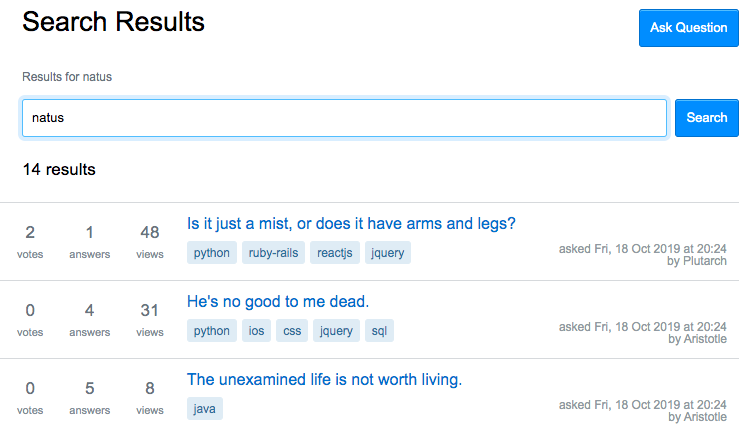 Search Results
Ask Question
Results for natus
natus
Search
14 results
2 1 48 Is it just a mist, or does it have arms and legs?
votes answers views python ruby-rails reactjs jquery asked Fri, 18 Oct 2019 at 20:24
by Plutarch
0 4 31 He's no good to me dead.
votes answers views python ios css jquery sql asked Fri, 18 Oct 2019 at 20:24
by Aristotle
0 5 8 The unexamined life is not worth living.
votes answers views java asked Fri, 18 Oct 2019 at 20:24
by Aristotle